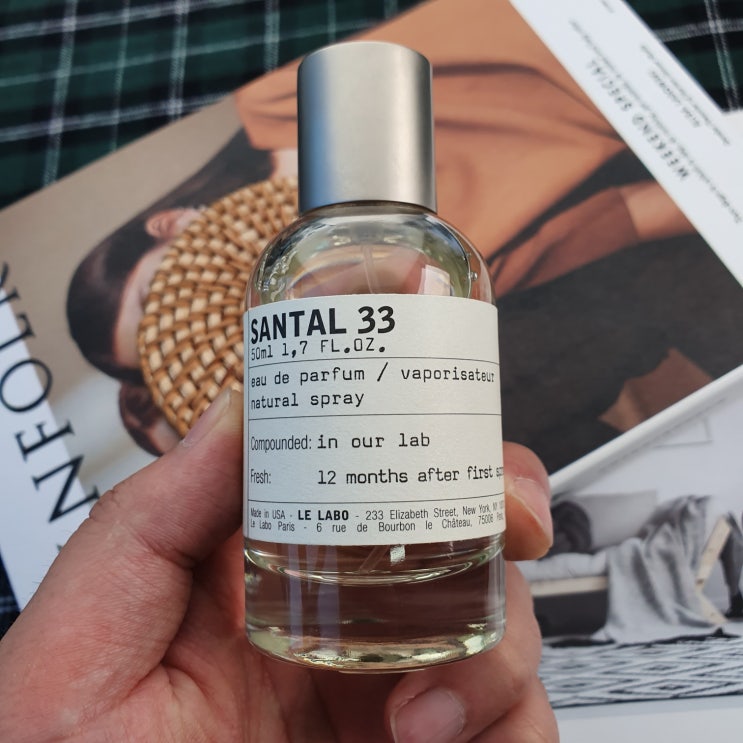 SANTAL 33
50ml 1,7 FL.OZ.
eau de parfum / vaporisateur
natural spray
Compounded: in our lab
Fresh: 12 months after first
Made in USA - LE LABO - 233 Elizabeth Street, New York, NY
Le Labo Paris - 6 rue de Bourbon le Château, 75006
NFOLK
WEEKEND SPECIAL